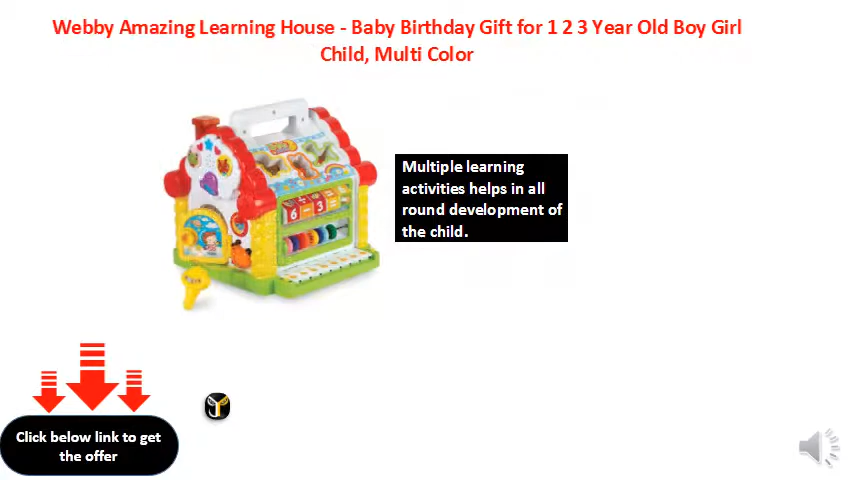 Webby Amazing Learning House - Baby Birthday Gift for 1 2 3 Year Old Boy Girl
Child, Multi Color
Multiple learning
activities helps in all
round development of
the child.
6 - 3
Click below link to get
the offer